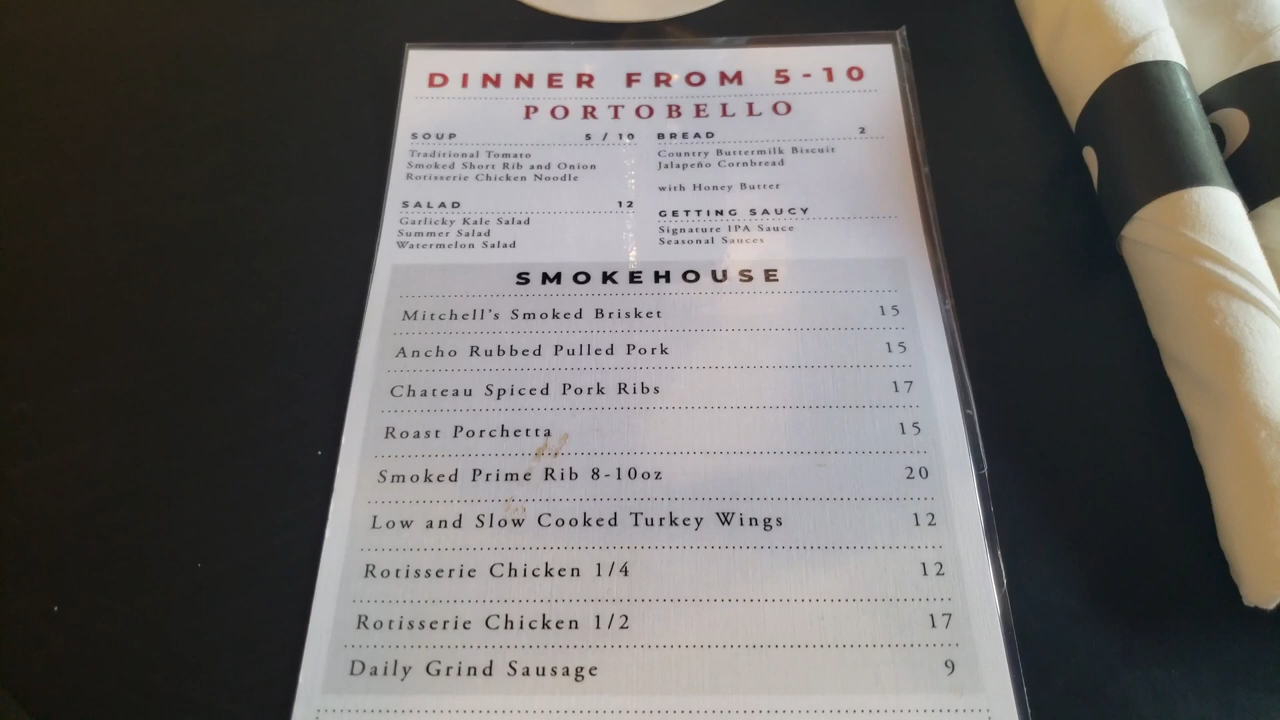 DINNER FROM 5-10
PORTOBELLO
SOUP 5 / 10
Traditional Tomato
Smoked Short Rib and Onion
Rotisserie Chicken Noodle
SALAD 12
Garlicky Kale Salad
Summer Salad
Watermelon Salad
BREAD 2
Country Buttermilk Biscuit
Jalapeño Cornbread
with Honey Butter
GETTING SAUCY
Signature IPA Sauce
Seasonal Sauces
SMOKEHOUSE
Mitchell's Smoked Brisket 15
Ancho Rubbed Pulled Pork 15
Chateau Spiced Pork Ribs 17
Roast Porchetta 15
Smoked Prime Rib 8-10oz 20
Low and Slow Cooked Turkey Wings 12
Rotisserie Chicken 1/4 12
Rotisserie Chicken 1/2 17
Daily Grind Sausage 9